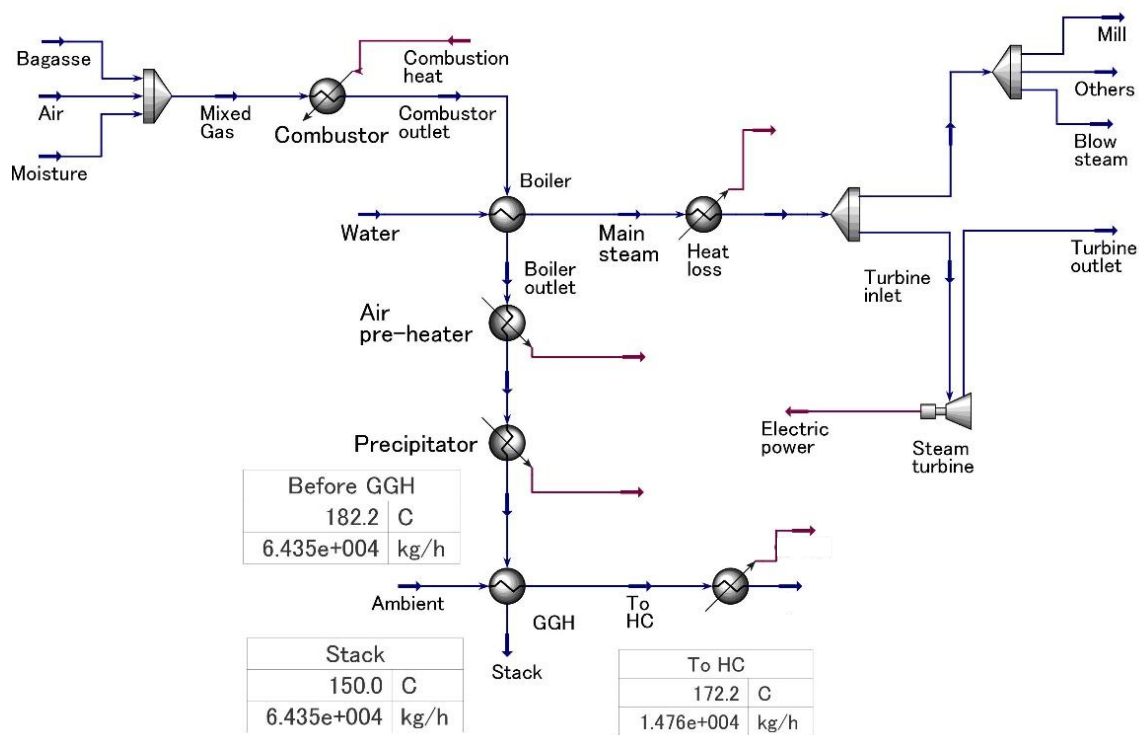 Bagasse
Air
Moisture
Mixed
Gas
Combustor
Combustion
heat
Combustor
outlet
Mill
Others
Blow
steam
Boiler
Water
Main
steam
Heat
loss
Turbine
inlet
Turbine
outlet
Boiler
outlet
Air
pre-heater
Precipitator
Electric
power
Steam
turbine
Before GGH
182.2 C
6.435e+004 kg/h
Ambient
GGH
To
HC
Stack
Stack
150.0 C
6.435e+004 kg/h
To HC
172.2 C
1.476e+004 kg/h